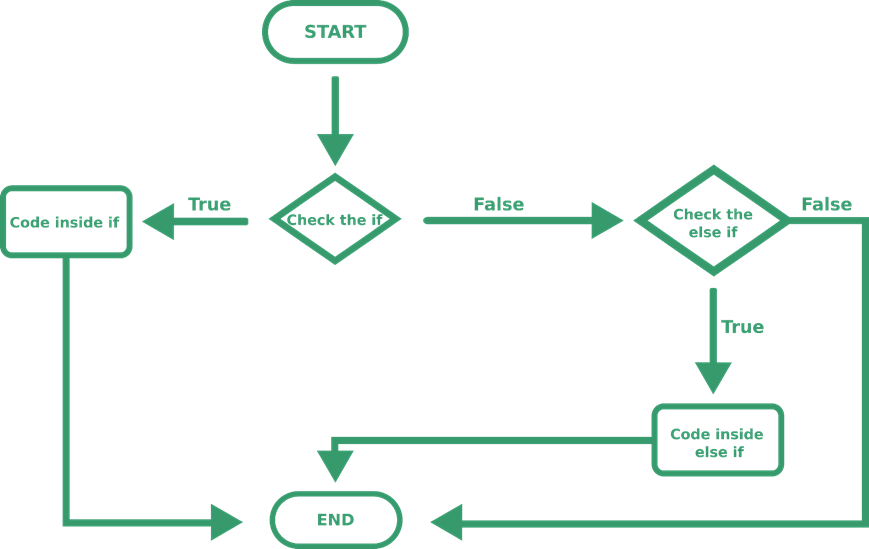 START
True
False
False
Code inside if
Check the if
Check the
else if
True
Code inside
else if
END